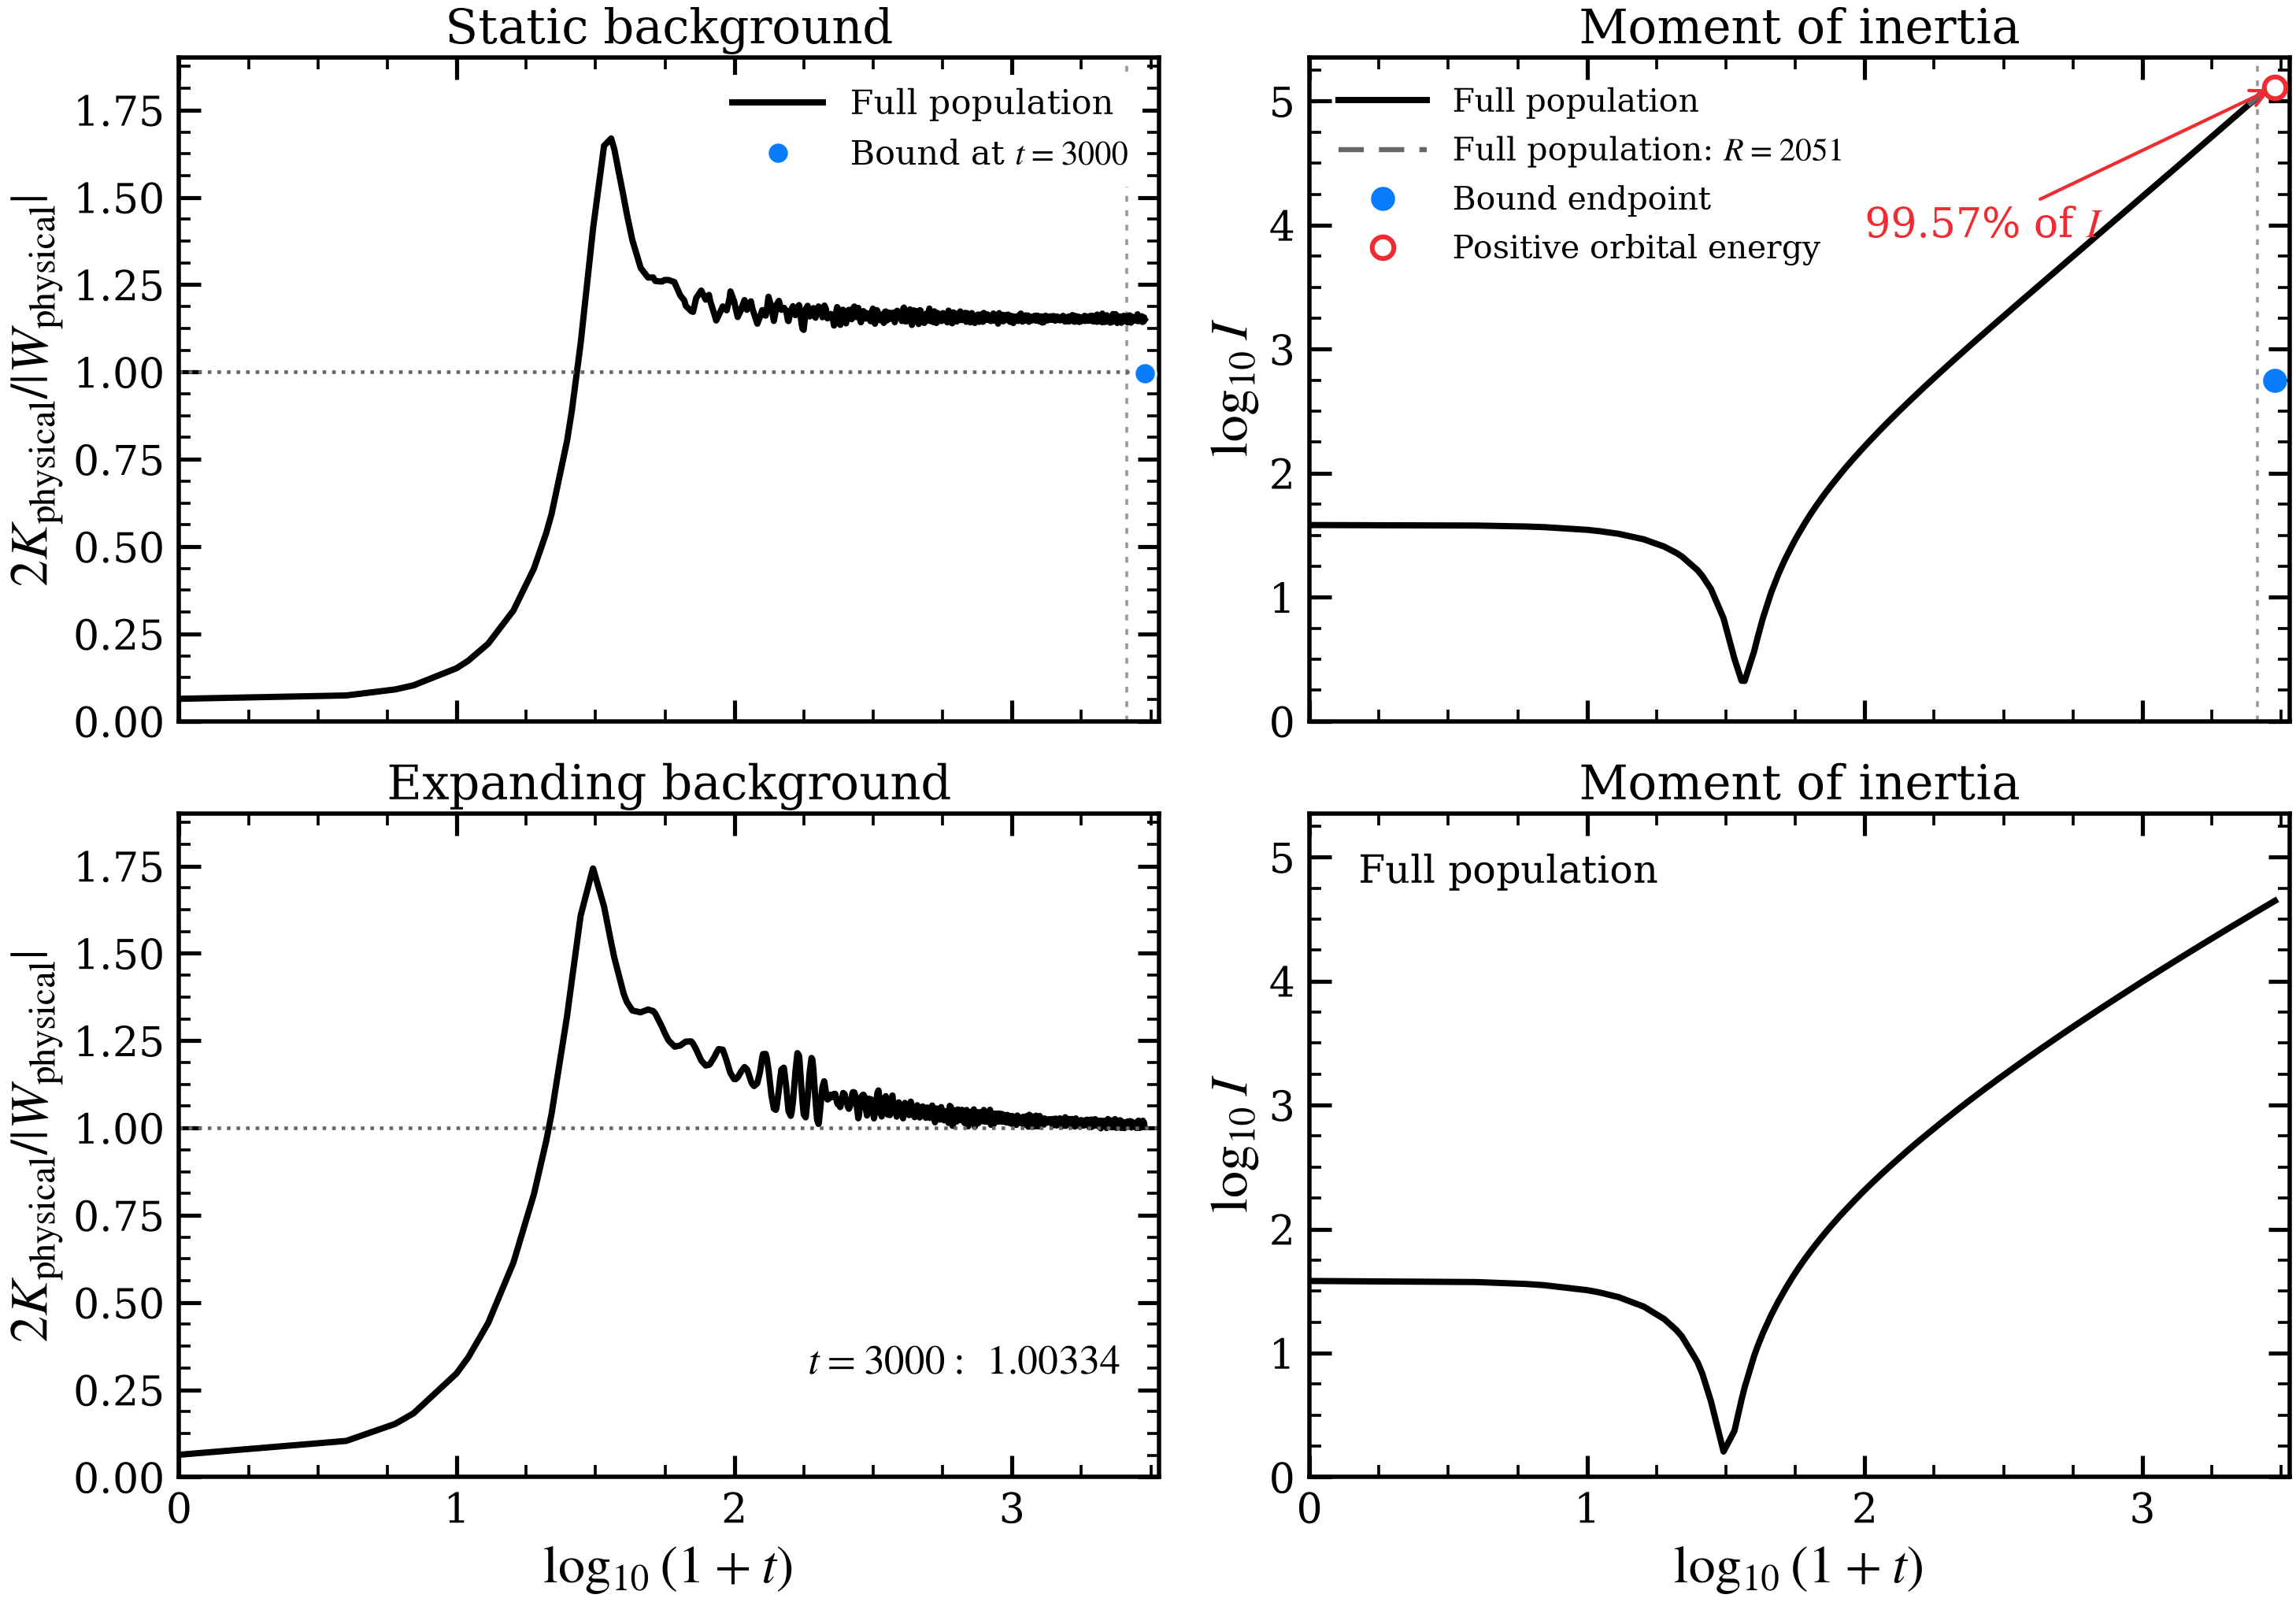 Static background
2K_physical/|W_physical|
1.75
1.50
1.25
1.00
0.75
0.50
0.25
0.00
Full population
Bound at t = 3000
Moment of inertia
log10 I
5
4
3
2
1
0
Full population
Full population: R = 2051
Bound endpoint
Positive orbital energy
99.57% of I
Expanding background
2K_physical/|W_physical|
1.75
1.50
1.25
1.00
0.75
0.50
0.25
0.00
t = 3000 : 1.00334
0 1 2 3
log10 (1 + t)
Moment of inertia
log10 I
5
4
3
2
1
0
Full population
0 1 2 3
log10 (1 + t)